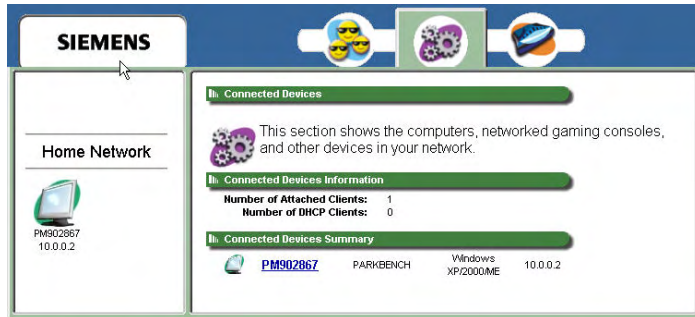 SIEMENS
Home Network
PM902867
10.0.0.2
Connected Devices
This section shows the computers, networked gaming consoles,
and other devices in your network.
Connected Devices Information
Number of Attached Clients: 1
Number of DHCP Clients: 0
Connected Devices Summary
PM902867 PARKBENCH Windows XP/2000/ME 10.0.0.2